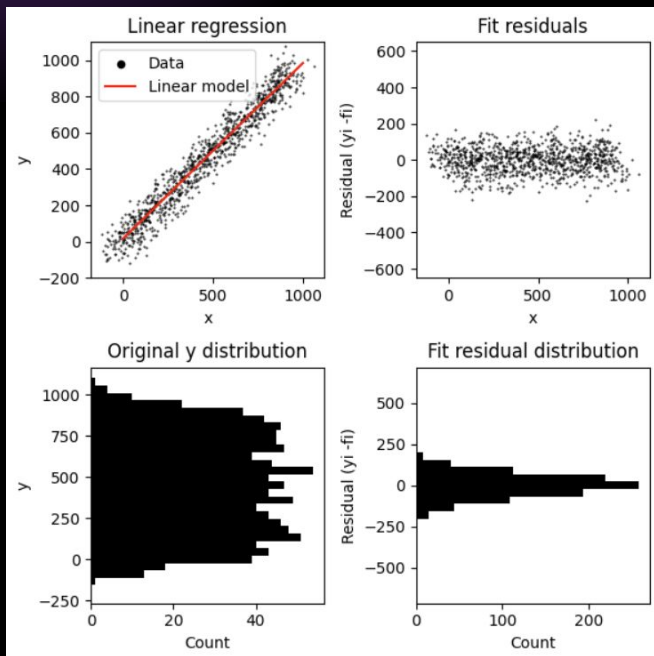 Linear regression
Data
Linear model
1000
800
600
400
200
0
−200
y
0
500
1000
x
Fit residuals
600
400
200
0
−200
−400
−600
Residual (yi -fi)
0
500
1000
x
Original y distribution
1000
750
500
250
0
−250
y
0
20
40
Count
Fit residual distribution
500
250
0
−250
−500
Residual (yi -fi)
0
100
200
Count